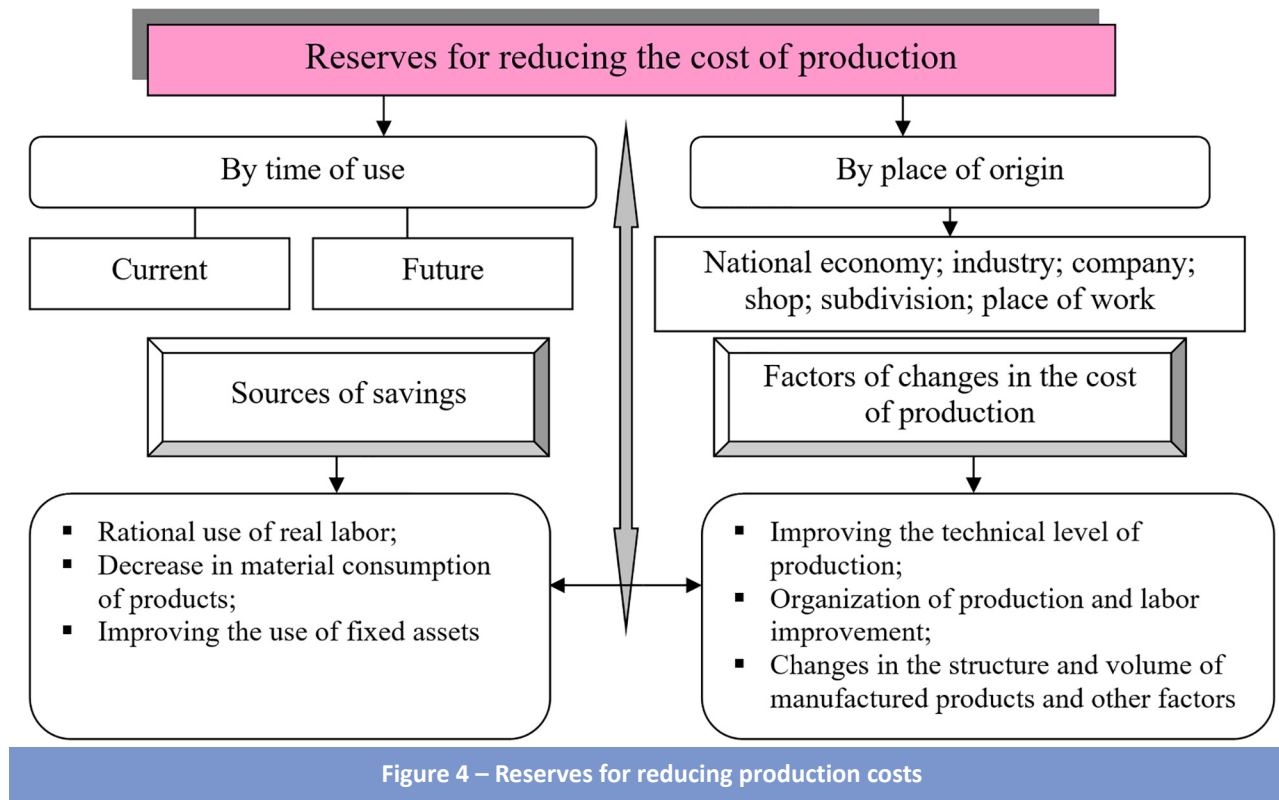 Reserves for reducing the cost of production
By time of use
By place of origin
Current
Future
National economy; industry; company;
shop; subdivision; place of work
Sources of savings
Factors of changes in the cost
of production
▪ Rational use of real labor;
▪ Decrease in material consumption
of products;
▪ Improving the use of fixed assets
▪ Improving the technical level of
production;
▪ Organization of production and labor
improvement;
▪ Changes in the structure and volume of
manufactured products and other factors
Figure 4 – Reserves for reducing production costs